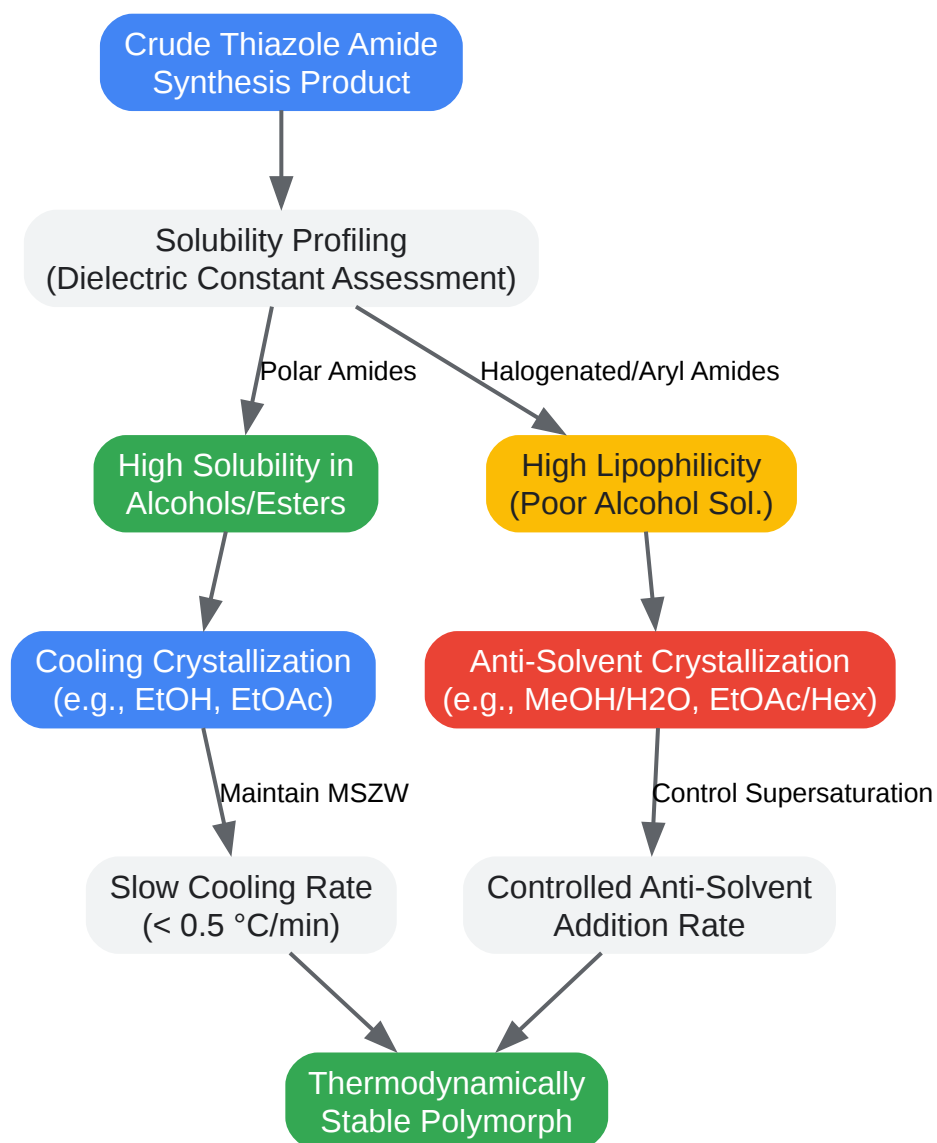 Crude Thiazole Amide
Synthesis Product
Solubility Profiling
(Dielectric Constant Assessment)
Polar Amides
Halogenated/Aryl Amides
High Solubility in
Alcohols/Esters
High Lipophilicity
(Poor Alcohol Sol.)
Cooling Crystallization
(e.g., EtOH, EtOAc)
Anti-Solvent Crystallization
(e.g., MeOH/H2O, EtOAc/Hex)
Maintain MSZW
Control Supersaturation
Slow Cooling Rate
(< 0.5 °C/min)
Controlled Anti-Solvent
Addition Rate
Thermodynamically
Stable Polymorph